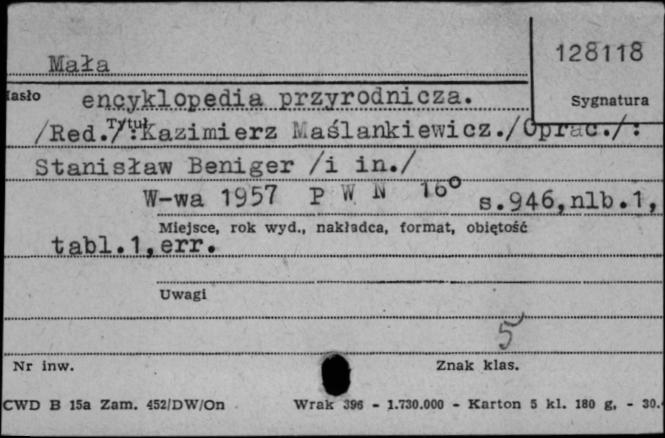 128118
Mała
Hasło encyklopedia przyrodnicza. Sygnatura
/Red./: Tytuł Kazimierz Maślankiewicz./Oprac./:
Stanisław Beniger /i in./
W-wa 1957 P W N 16° s.946,nlb.1,
Miejsce, rok wyd., nakładca, format, objętość
tabl.1,err.
Uwagi
5
Nr inw. Znak klas.
CWD B 15a Zam. 452/DW/On Wrak 396 - 1.730.000 - Karton 5 kl. 180 g. - 30.